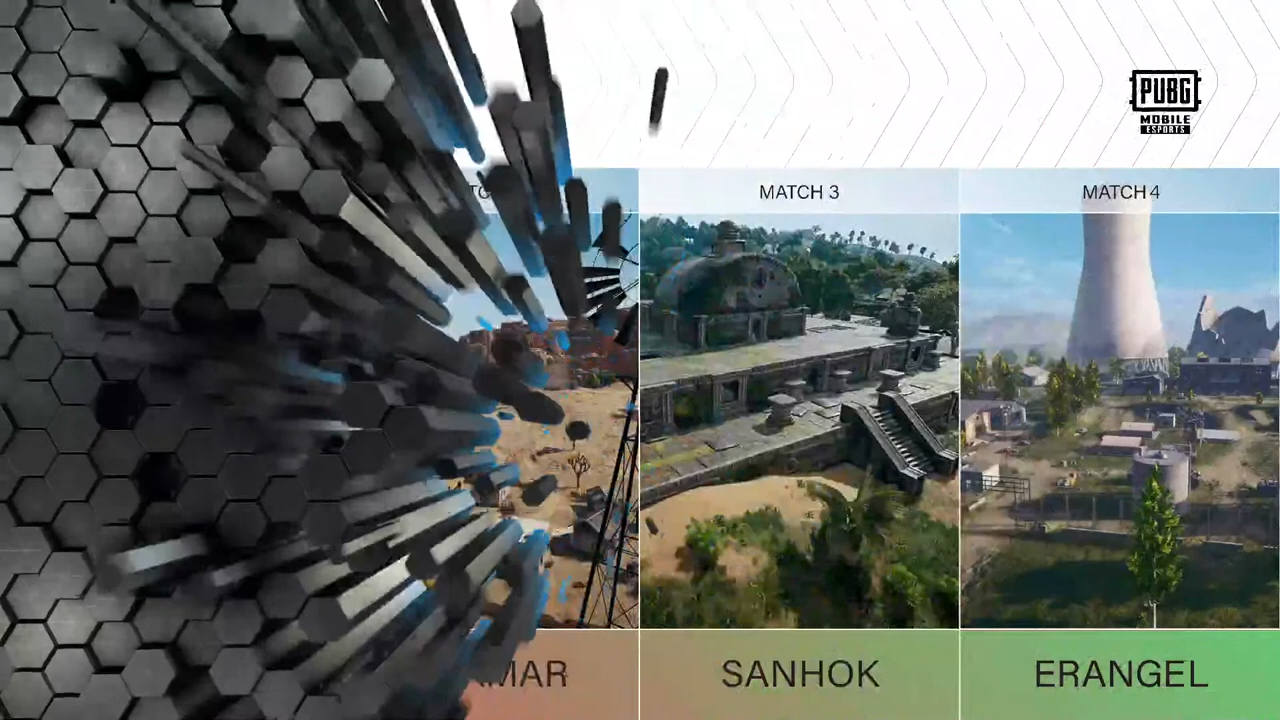 PUBG
MOBILE
ESPORTS
MATCH 3
MATCH 4
SANHOK
ERANGEL